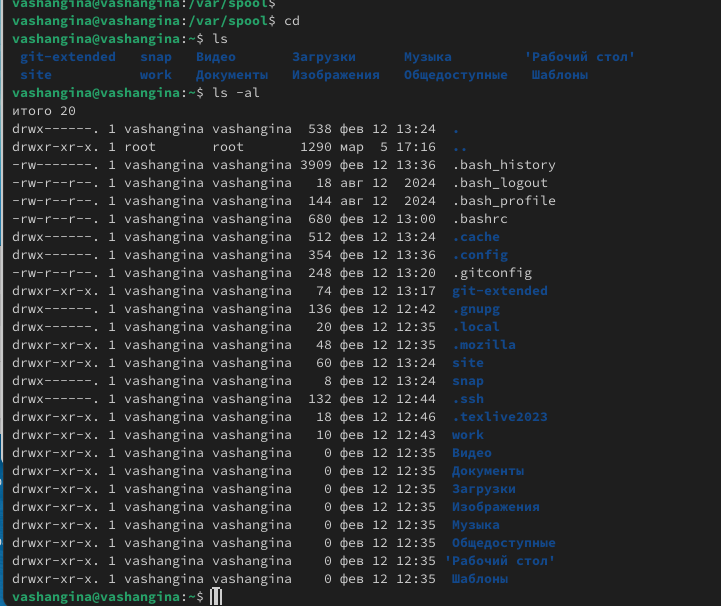 vashangina@vashangina:/var/spool$
vashangina@vashangina:/var/spool$ cd
vashangina@vashangina:~$ ls
git-extended snap Видео Загрузки Музыка 'Рабочий стол'
site work Документы Изображения Общедоступные Шаблоны
vashangina@vashangina:~$ ls -al
итого 20
drwx------. 1 vashangina vashangina 538 фев 12 13:24 .
drwxr-xr-x. 1 root root 1290 мар 5 17:16 ..
-rw-------. 1 vashangina vashangina 3909 фев 12 13:36 .bash_history
-rw-r--r--. 1 vashangina vashangina 18 авг 12 2024 .bash_logout
-rw-r--r--. 1 vashangina vashangina 144 авг 12 2024 .bash_profile
-rw-r--r--. 1 vashangina vashangina 680 фев 12 13:00 .bashrc
drwx------. 1 vashangina vashangina 512 фев 12 13:24 .cache
drwx------. 1 vashangina vashangina 354 фев 12 13:36 .config
-rw-r--r--. 1 vashangina vashangina 248 фев 12 13:20 .gitconfig
drwxr-xr-x. 1 vashangina vashangina 74 фев 12 13:17 git-extended
drwx------. 1 vashangina vashangina 136 фев 12 12:42 .gnupg
drwx------. 1 vashangina vashangina 20 фев 12 12:35 .local
drwxr-xr-x. 1 vashangina vashangina 48 фев 12 12:35 .mozilla
drwxr-xr-x. 1 vashangina vashangina 60 фев 12 13:24 site
drwx------. 1 vashangina vashangina 8 фев 12 13:24 snap
drwx------. 1 vashangina vashangina 132 фев 12 12:44 .ssh
drwxr-xr-x. 1 vashangina vashangina 18 фев 12 12:46 .texlive2023
drwxr-xr-x. 1 vashangina vashangina 10 фев 12 12:43 work
drwxr-xr-x. 1 vashangina vashangina 0 фев 12 12:35 Видео
drwxr-xr-x. 1 vashangina vashangina 0 фев 12 12:35 Документы
drwxr-xr-x. 1 vashangina vashangina 0 фев 12 12:35 Загрузки
drwxr-xr-x. 1 vashangina vashangina 0 фев 12 12:35 Изображения
drwxr-xr-x. 1 vashangina vashangina 0 фев 12 12:35 Музыка
drwxr-xr-x. 1 vashangina vashangina 0 фев 12 12:35 Общедоступные
drwxr-xr-x. 1 vashangina vashangina 0 фев 12 12:35 'Рабочий стол'
drwxr-xr-x. 1 vashangina vashangina 0 фев 12 12:35 Шаблоны
vashangina@vashangina:~$